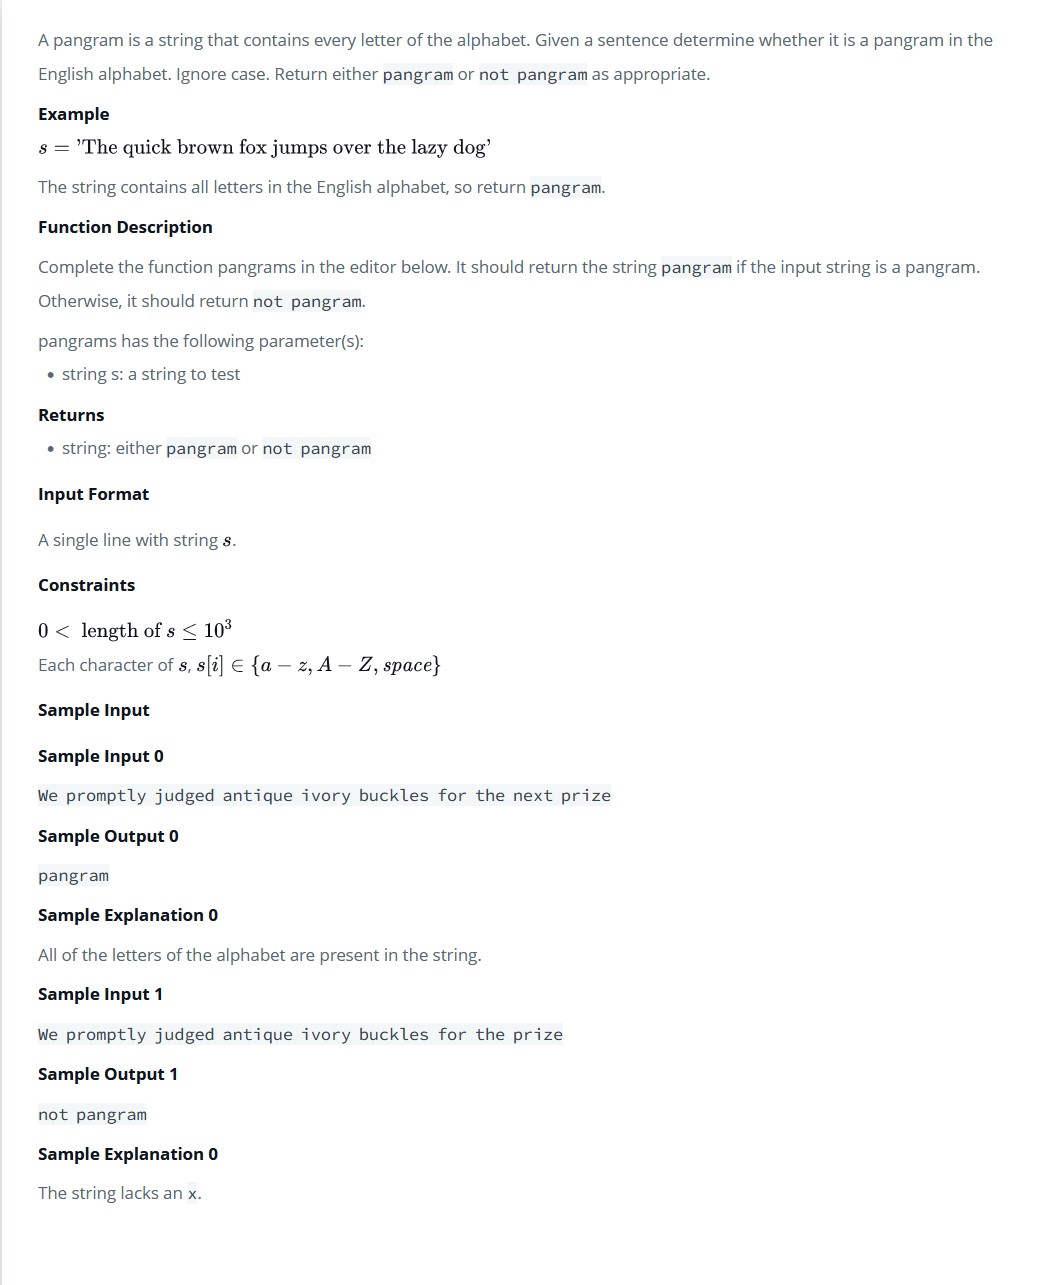 A pangram is a string that contains every letter of the alphabet. Given a sentence determine whether it is a pangram in the
English alphabet. Ignore case. Return either pangram or not pangram as appropriate.
Example
s = 'The quick brown fox jumps over the lazy dog'
The string contains all letters in the English alphabet, so return pangram.
Function Description
Complete the function pangrams in the editor below. It should return the string pangram if the input string is a pangram.
Otherwise, it should return not pangram.
pangrams has the following parameter(s):
• string s: a string to test
Returns
• string: either pangram or not pangram
Input Format
A single line with string s.
Constraints
0 < length of s ≤ 10³
Each character of s, s[i] ∈ {a − z, A − Z, space}
Sample Input
Sample Input 0
We promptly judged antique ivory buckles for the next prize
Sample Output 0
pangram
Sample Explanation 0
All of the letters of the alphabet are present in the string.
Sample Input 1
We promptly judged antique ivory buckles for the prize
Sample Output 1
not pangram
Sample Explanation 0
The string lacks an x.